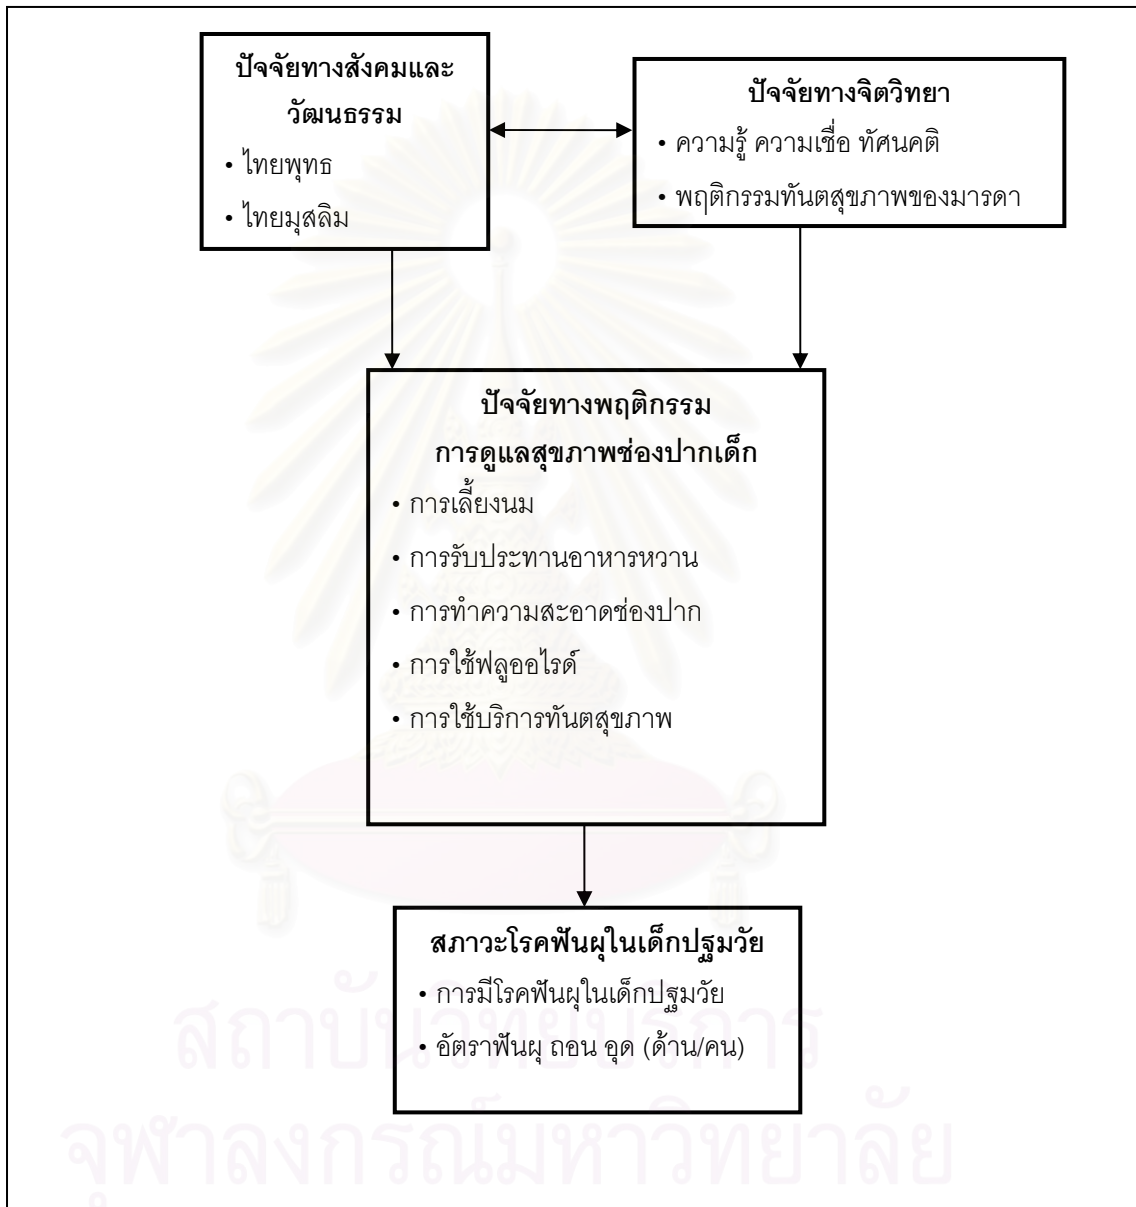 ปัจจัยทางสังคมและ
วัฒนธรรม
• ไทยพุทธ
• ไทยมุสลิม
ปัจจัยทางจิตวิทยา
• ความรู้ ความเชื่อ ทัศนคติ
• พฤติกรรมทันตสุขภาพของมารดา
ปัจจัยทางพฤติกรรม
การดูแลสุขภาพช่องปากเด็ก
• การเลี้ยงนม
• การรับประทานอาหารหวาน
• การทำความสะอาดช่องปาก
• การใช้ฟลูออไรด์
• การใช้บริการทันตสุขภาพ
สภาวะโรคฟันผุในเด็กปฐมวัย
• การมีโรคฟันผุในเด็กปฐมวัย
• อัตราฟันผุ ถอน อุด (ด้าน/คน)
สถาบันวิทยบริการ
จุฬาลงกรณ์มหาวิทยาลัย